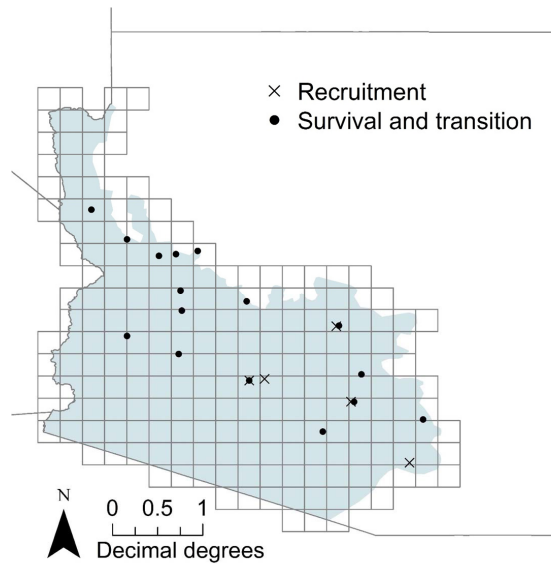 Recruitment
Survival and transition
N
0 0.5 1
Decimal degrees